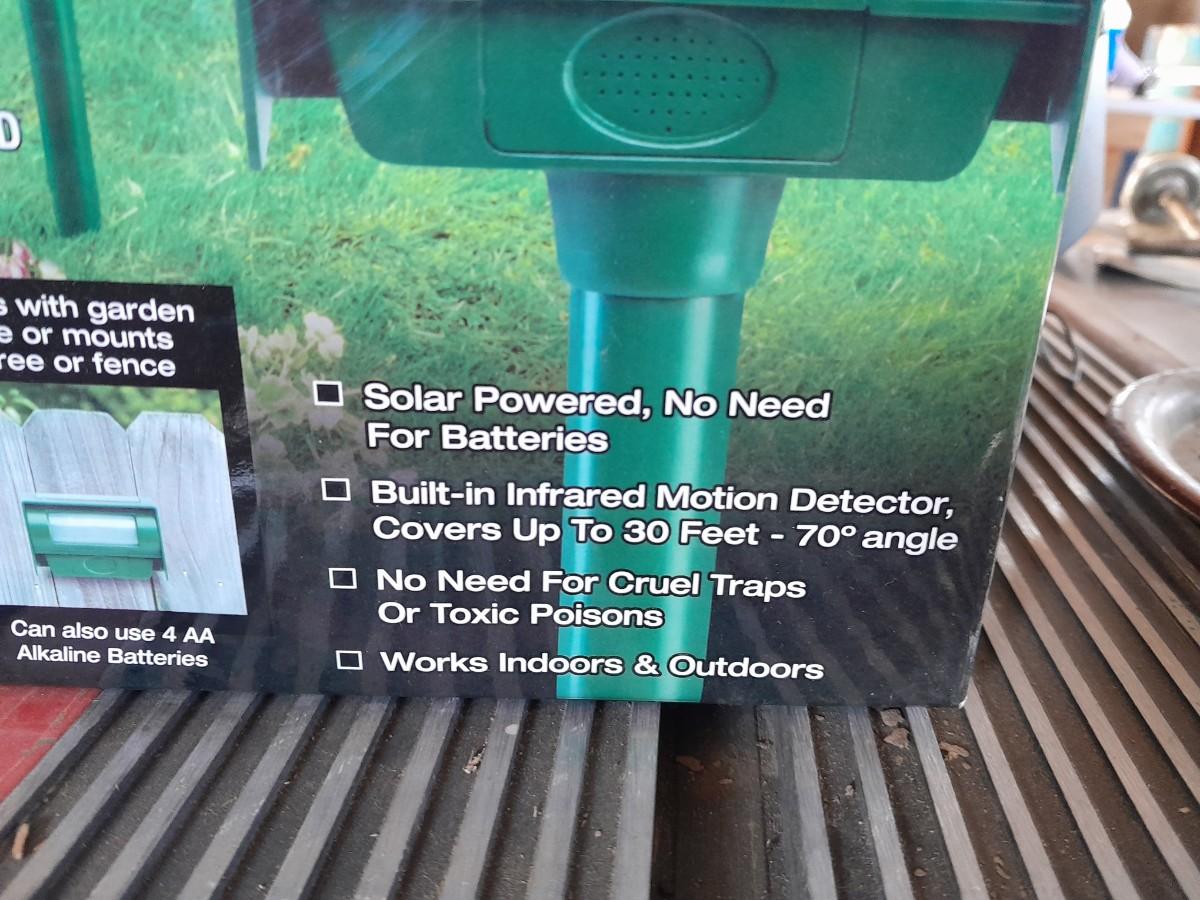 with garden
or mounts
or fence
Can also use 4 AA
Alkaline Batteries
Solar Powered, No Need
For Batteries
Built-in Infrared Motion Detector,
Covers Up To 30 Feet - 70º angle
No Need For Cruel Traps
Or Toxic Poisons
Works Indoors & Outdoors